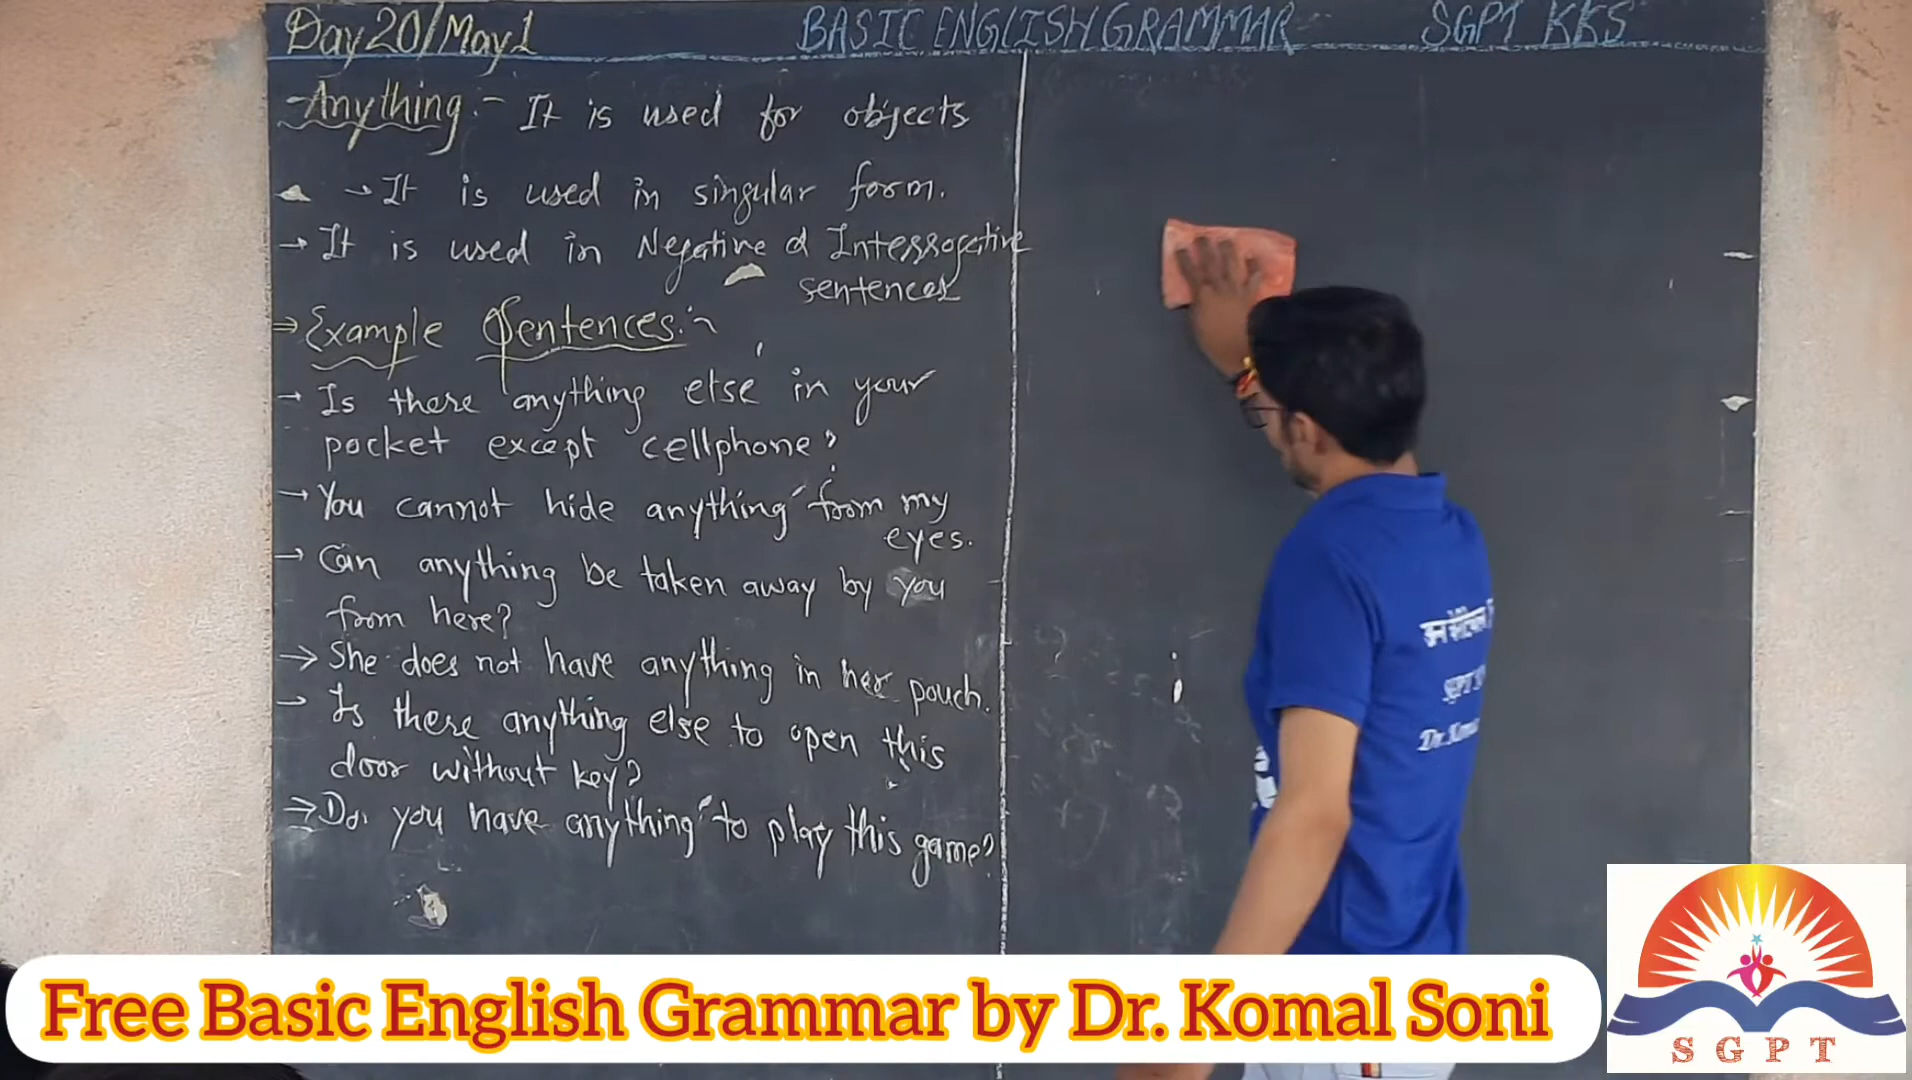 Day 20/May 1
BASIC ENGLISH GRAMMAR
SGPT KKS
Anything :- It is used for objects
→ It is used in singular form.
→ It is used in Negative & Interrogative
sentences
⇒ Example Sentences :-
→ Is there anything else in your
pocket except cellphone?
→ You cannot hide anything from my
eyes.
→ Can anything be taken away by you
from here?
→ She does not have anything in her pouch.
→ Is there anything else to open this
door without key?
⇒ Do you have anything to play this game?
SGPT
Dr. Koma
Free Basic English Grammar by Dr. Komal Soni
SGPT